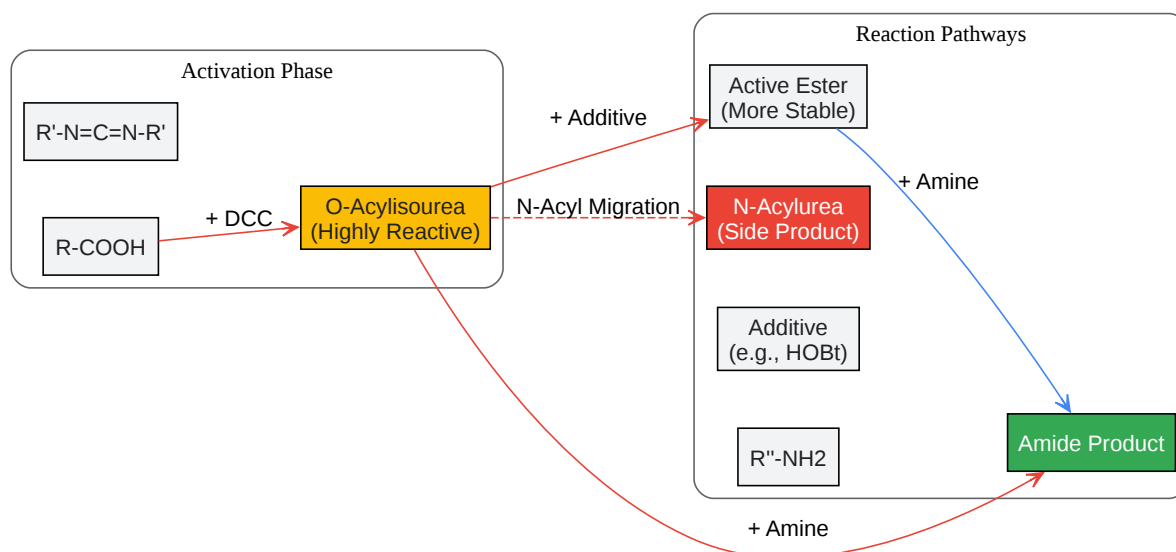 Activation Phase
R'-N=C=N-R'
R-COOH
+ DCC
O-Acylisourea
(Highly Reactive)
+ Additive
N-Acyl Migration
Reaction Pathways
Active Ester
(More Stable)
+ Amine
N-Acylurea
(Side Product)
Additive
(e.g., HOBt)
R"-NH2
Amide Product
+ Amine